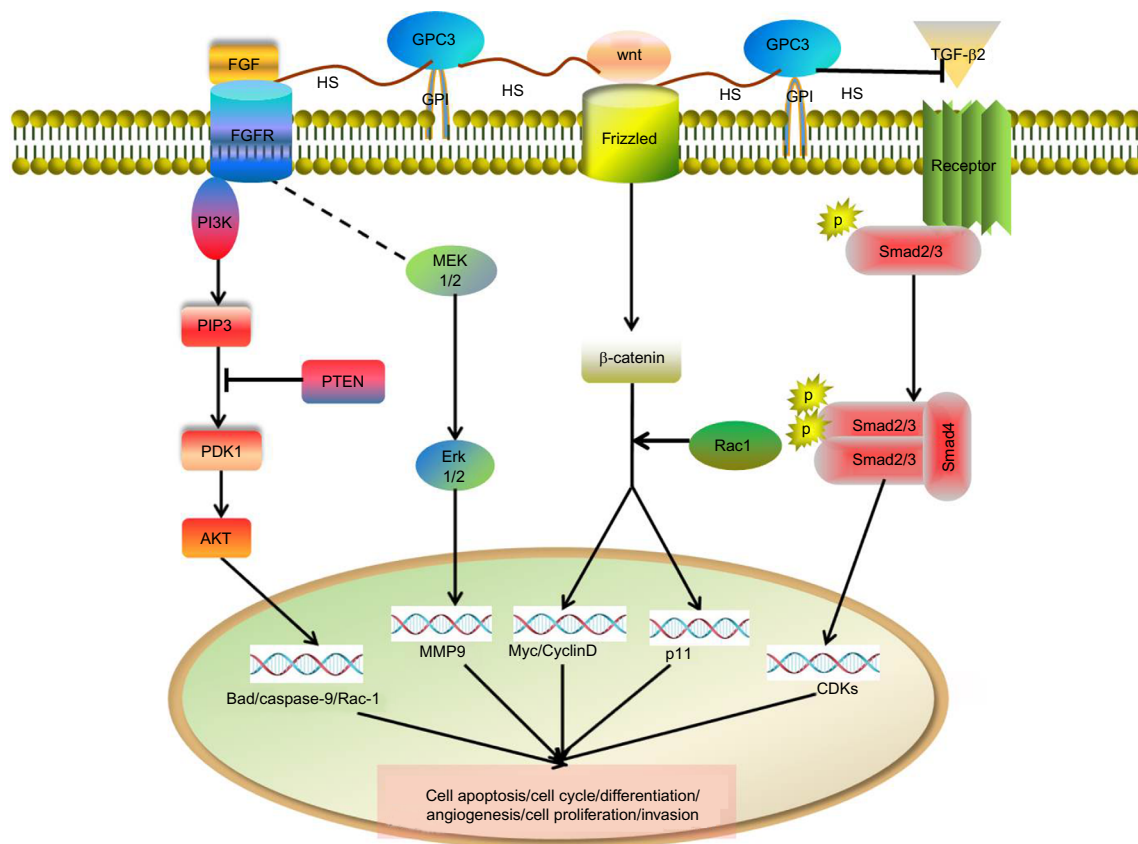 GPC3
wnt
GPC3
TGF-β2
FGF
HS
GPI
HS
HS
GPI
HS
FGFR
Frizzled
Receptor
PI3K
p
Smad2/3
MEK
1/2
PIP3
β-catenin
PTEN
p
p
Smad2/3
Smad4
PDK1
Erk
1/2
Rac1
Smad2/3
AKT
MMP9
Myc/CyclinD
p11
CDKs
Bad/caspase-9/Rac-1
Cell apoptosis/cell cycle/differentiation/
angiogenesis/cell proliferation/invasion